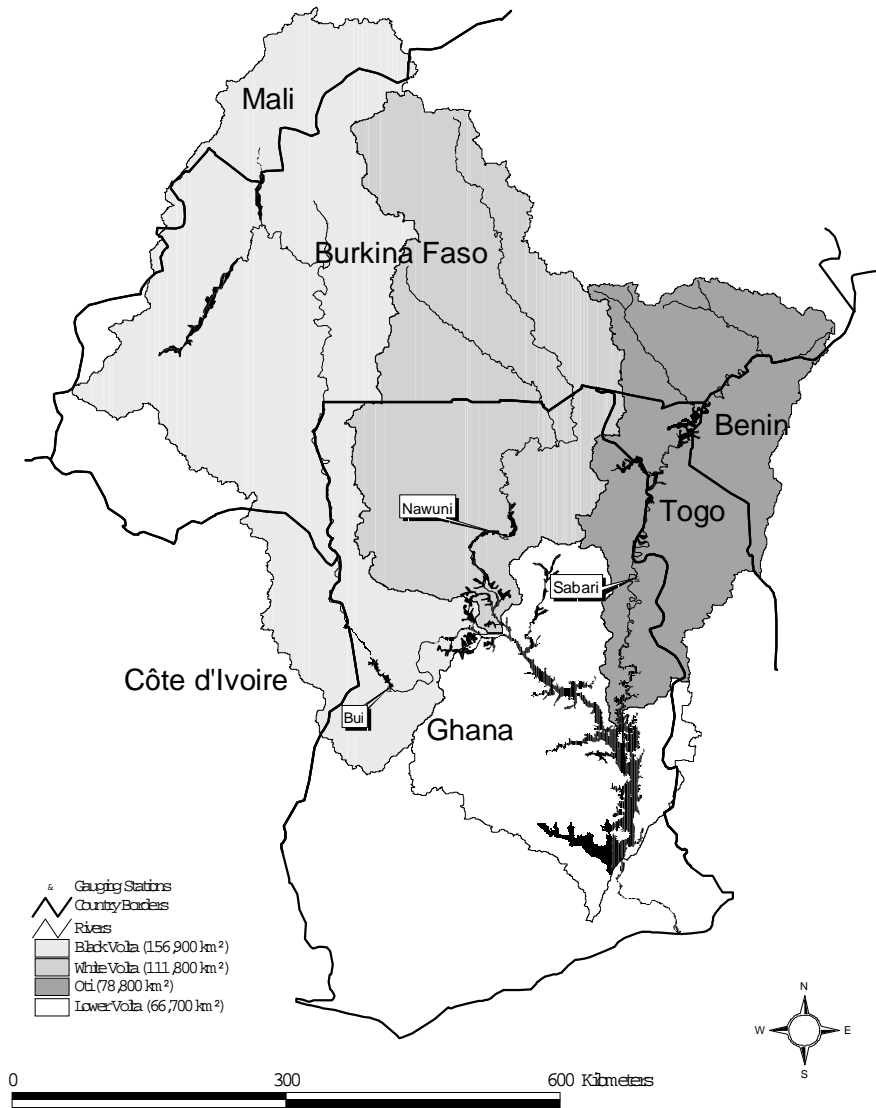 Mali
Burkina Faso
Benin
Nawuni
Togo
Sabari
Côte d'Ivoire
Bui
Ghana
& Gauging Stations
Country Borders
Rivers
Black Volta (156,900 km²)
White Volta (111,800 km²)
Oti (78,800 km²)
Lower Volta (66,700 km²)
N
W E
S
0 300 600 Kilometers